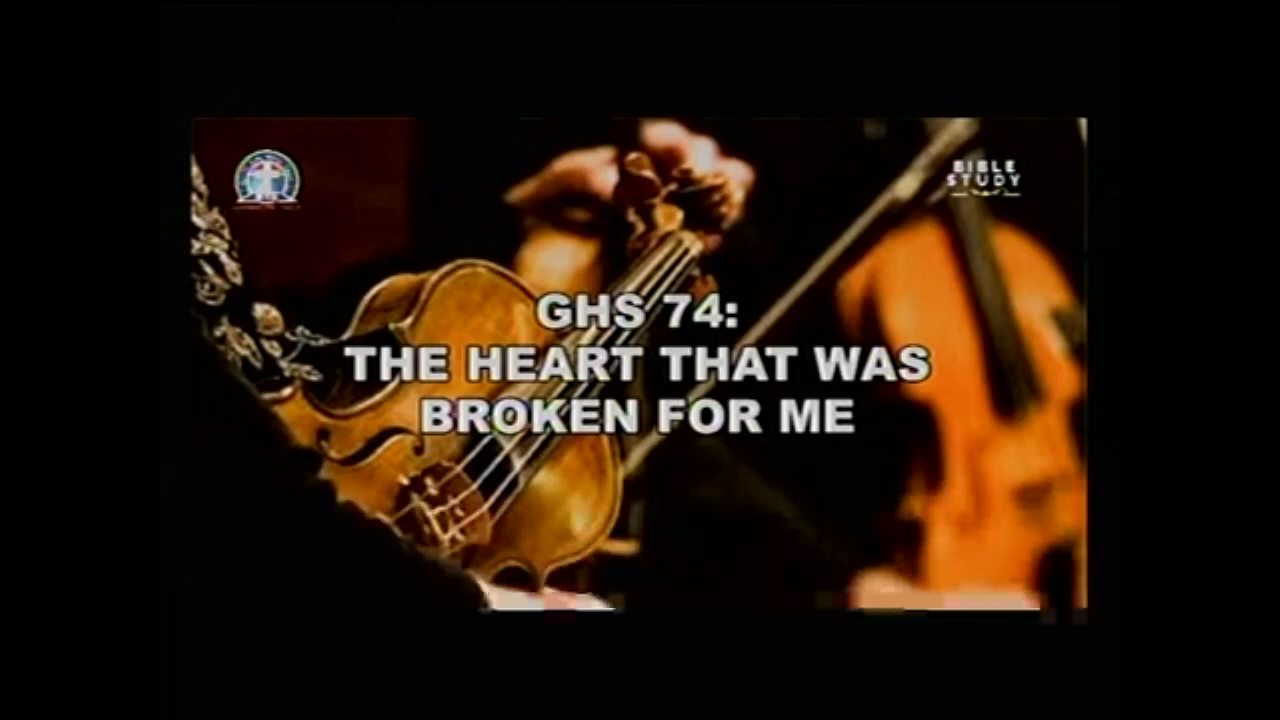 BIBLE
STUDY
GHS 74:
THE HEART THAT WAS
BROKEN FOR ME